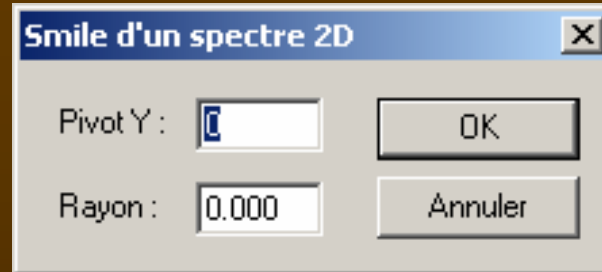 Smile d'un spectre 2D
Pivot Y : 0 OK
Rayon : 0.000 Annuler